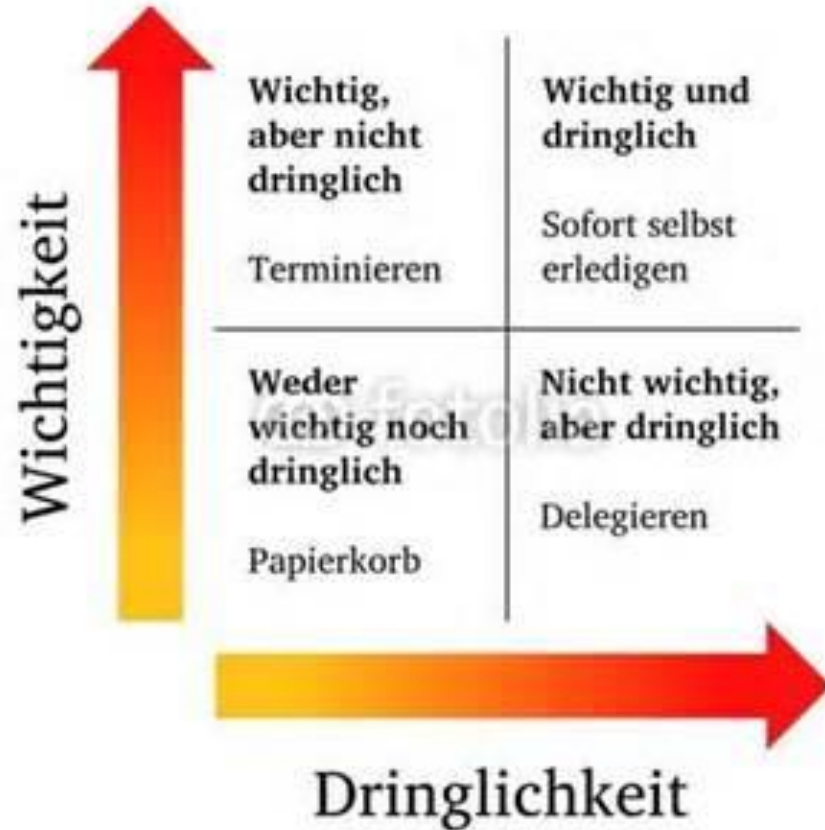 Wichtigkeit
Wichtig,
aber nicht
dringlich
Terminieren
Wichtig und
dringlich
Sofort selbst
erledigen
Weder
wichtig noch
dringlich
Papierkorb
Nicht wichtig,
aber dringlich
Delegieren
Dringlichkeit